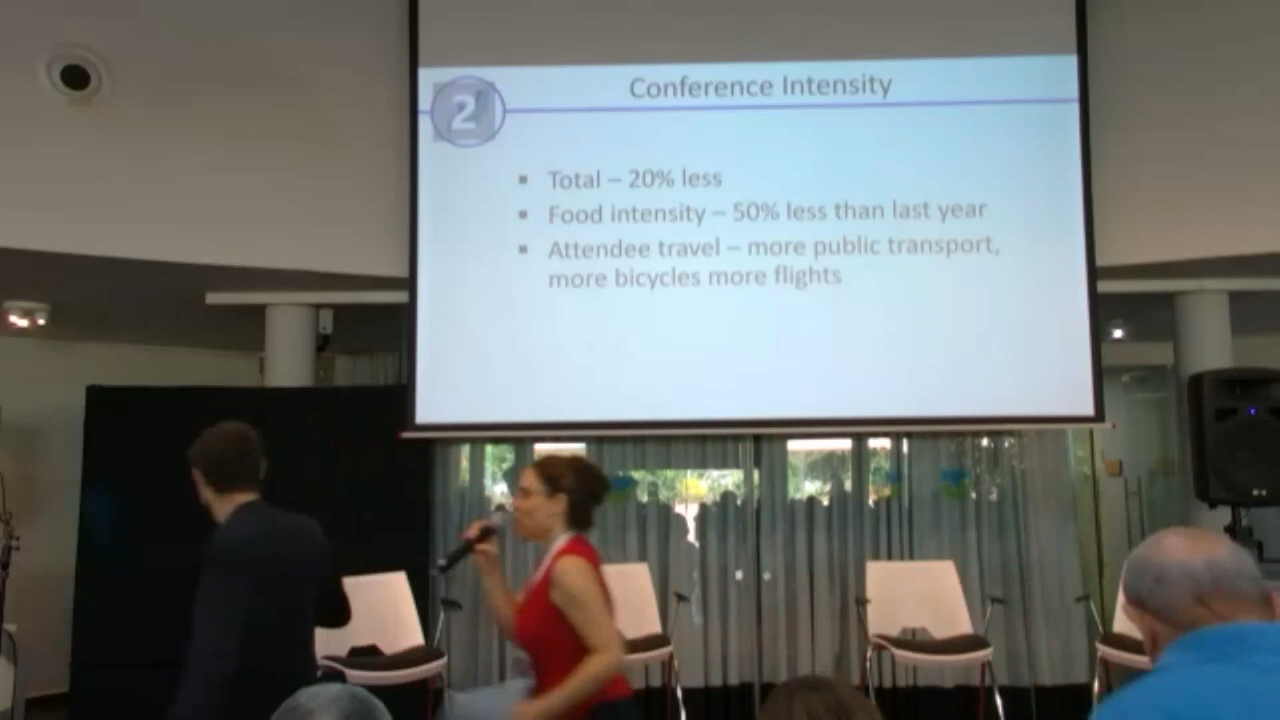 2
Conference Intensity
▪ Total – 20% less
▪ Food intensity – 50% less than last year
▪ Attendee travel – more public transport,
more bicycles more flights